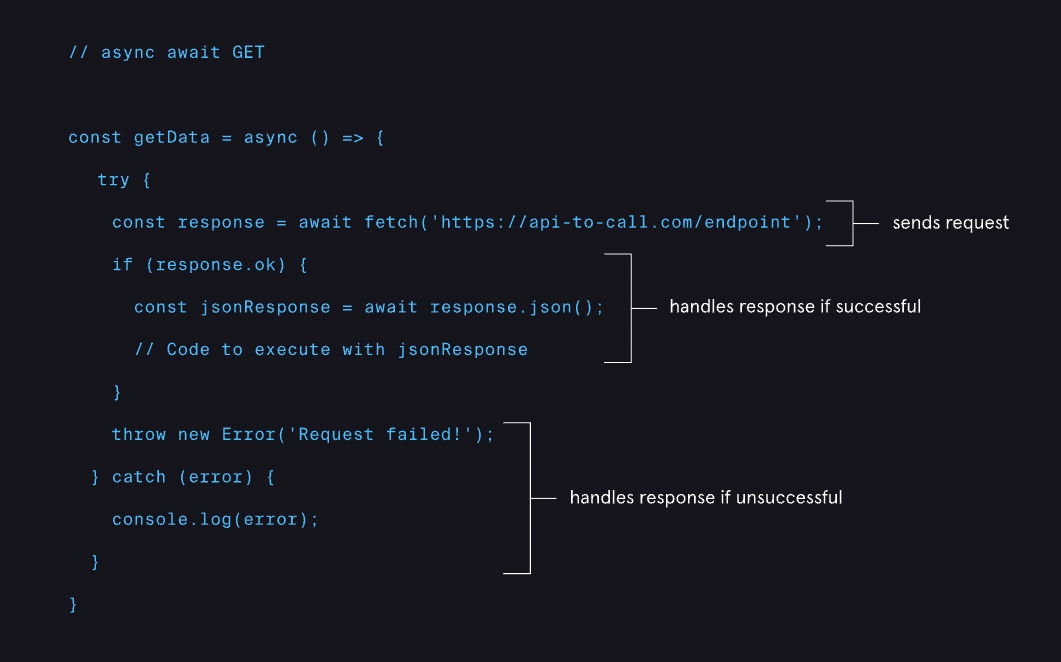 // async await GET
const getData = async () => {
try {
const response = await fetch('https://api-to-call.com/endpoint');
sends request
if (response.ok) {
const jsonResponse = await response.json();
handles response if successful
// Code to execute with jsonResponse
}
throw new Error('Request failed!');
} catch (error) {
handles response if unsuccessful
console.log(error);
}
}